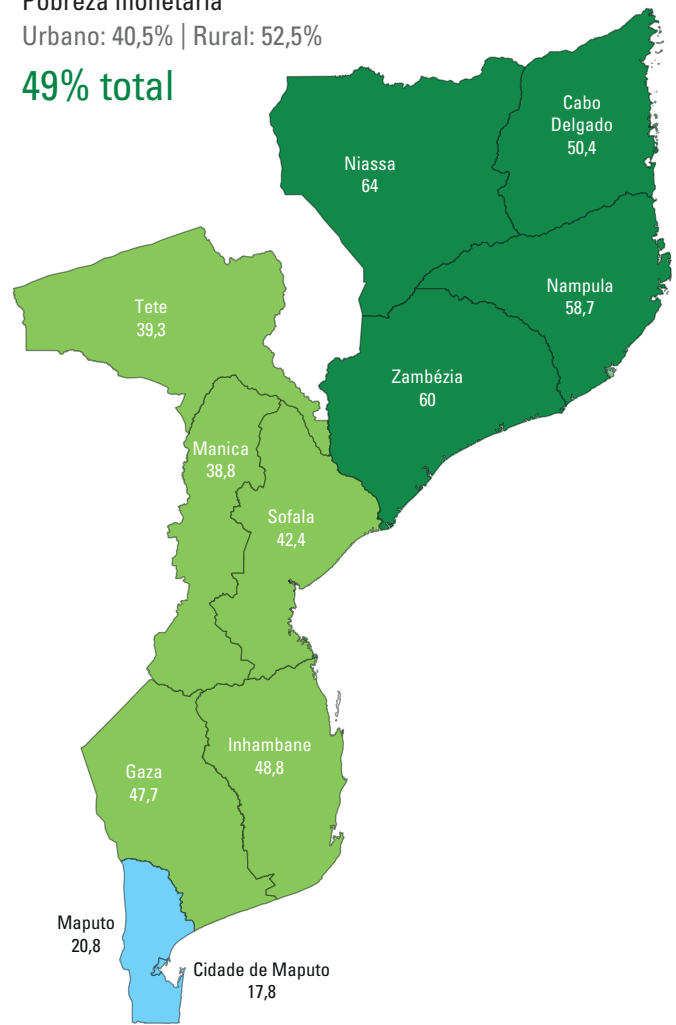 Pobreza monetária
Urbano: 40,5% | Rural: 52,5%
49% total
Cabo
Delgado
50,4
Niassa
64
Nampula
58,7
Tete
39,3
Zambézia
60
Manica
38,8
Sofala
42,4
Inhambane
48,8
Gaza
47,7
Maputo
20,8
Cidade de Maputo
17,8